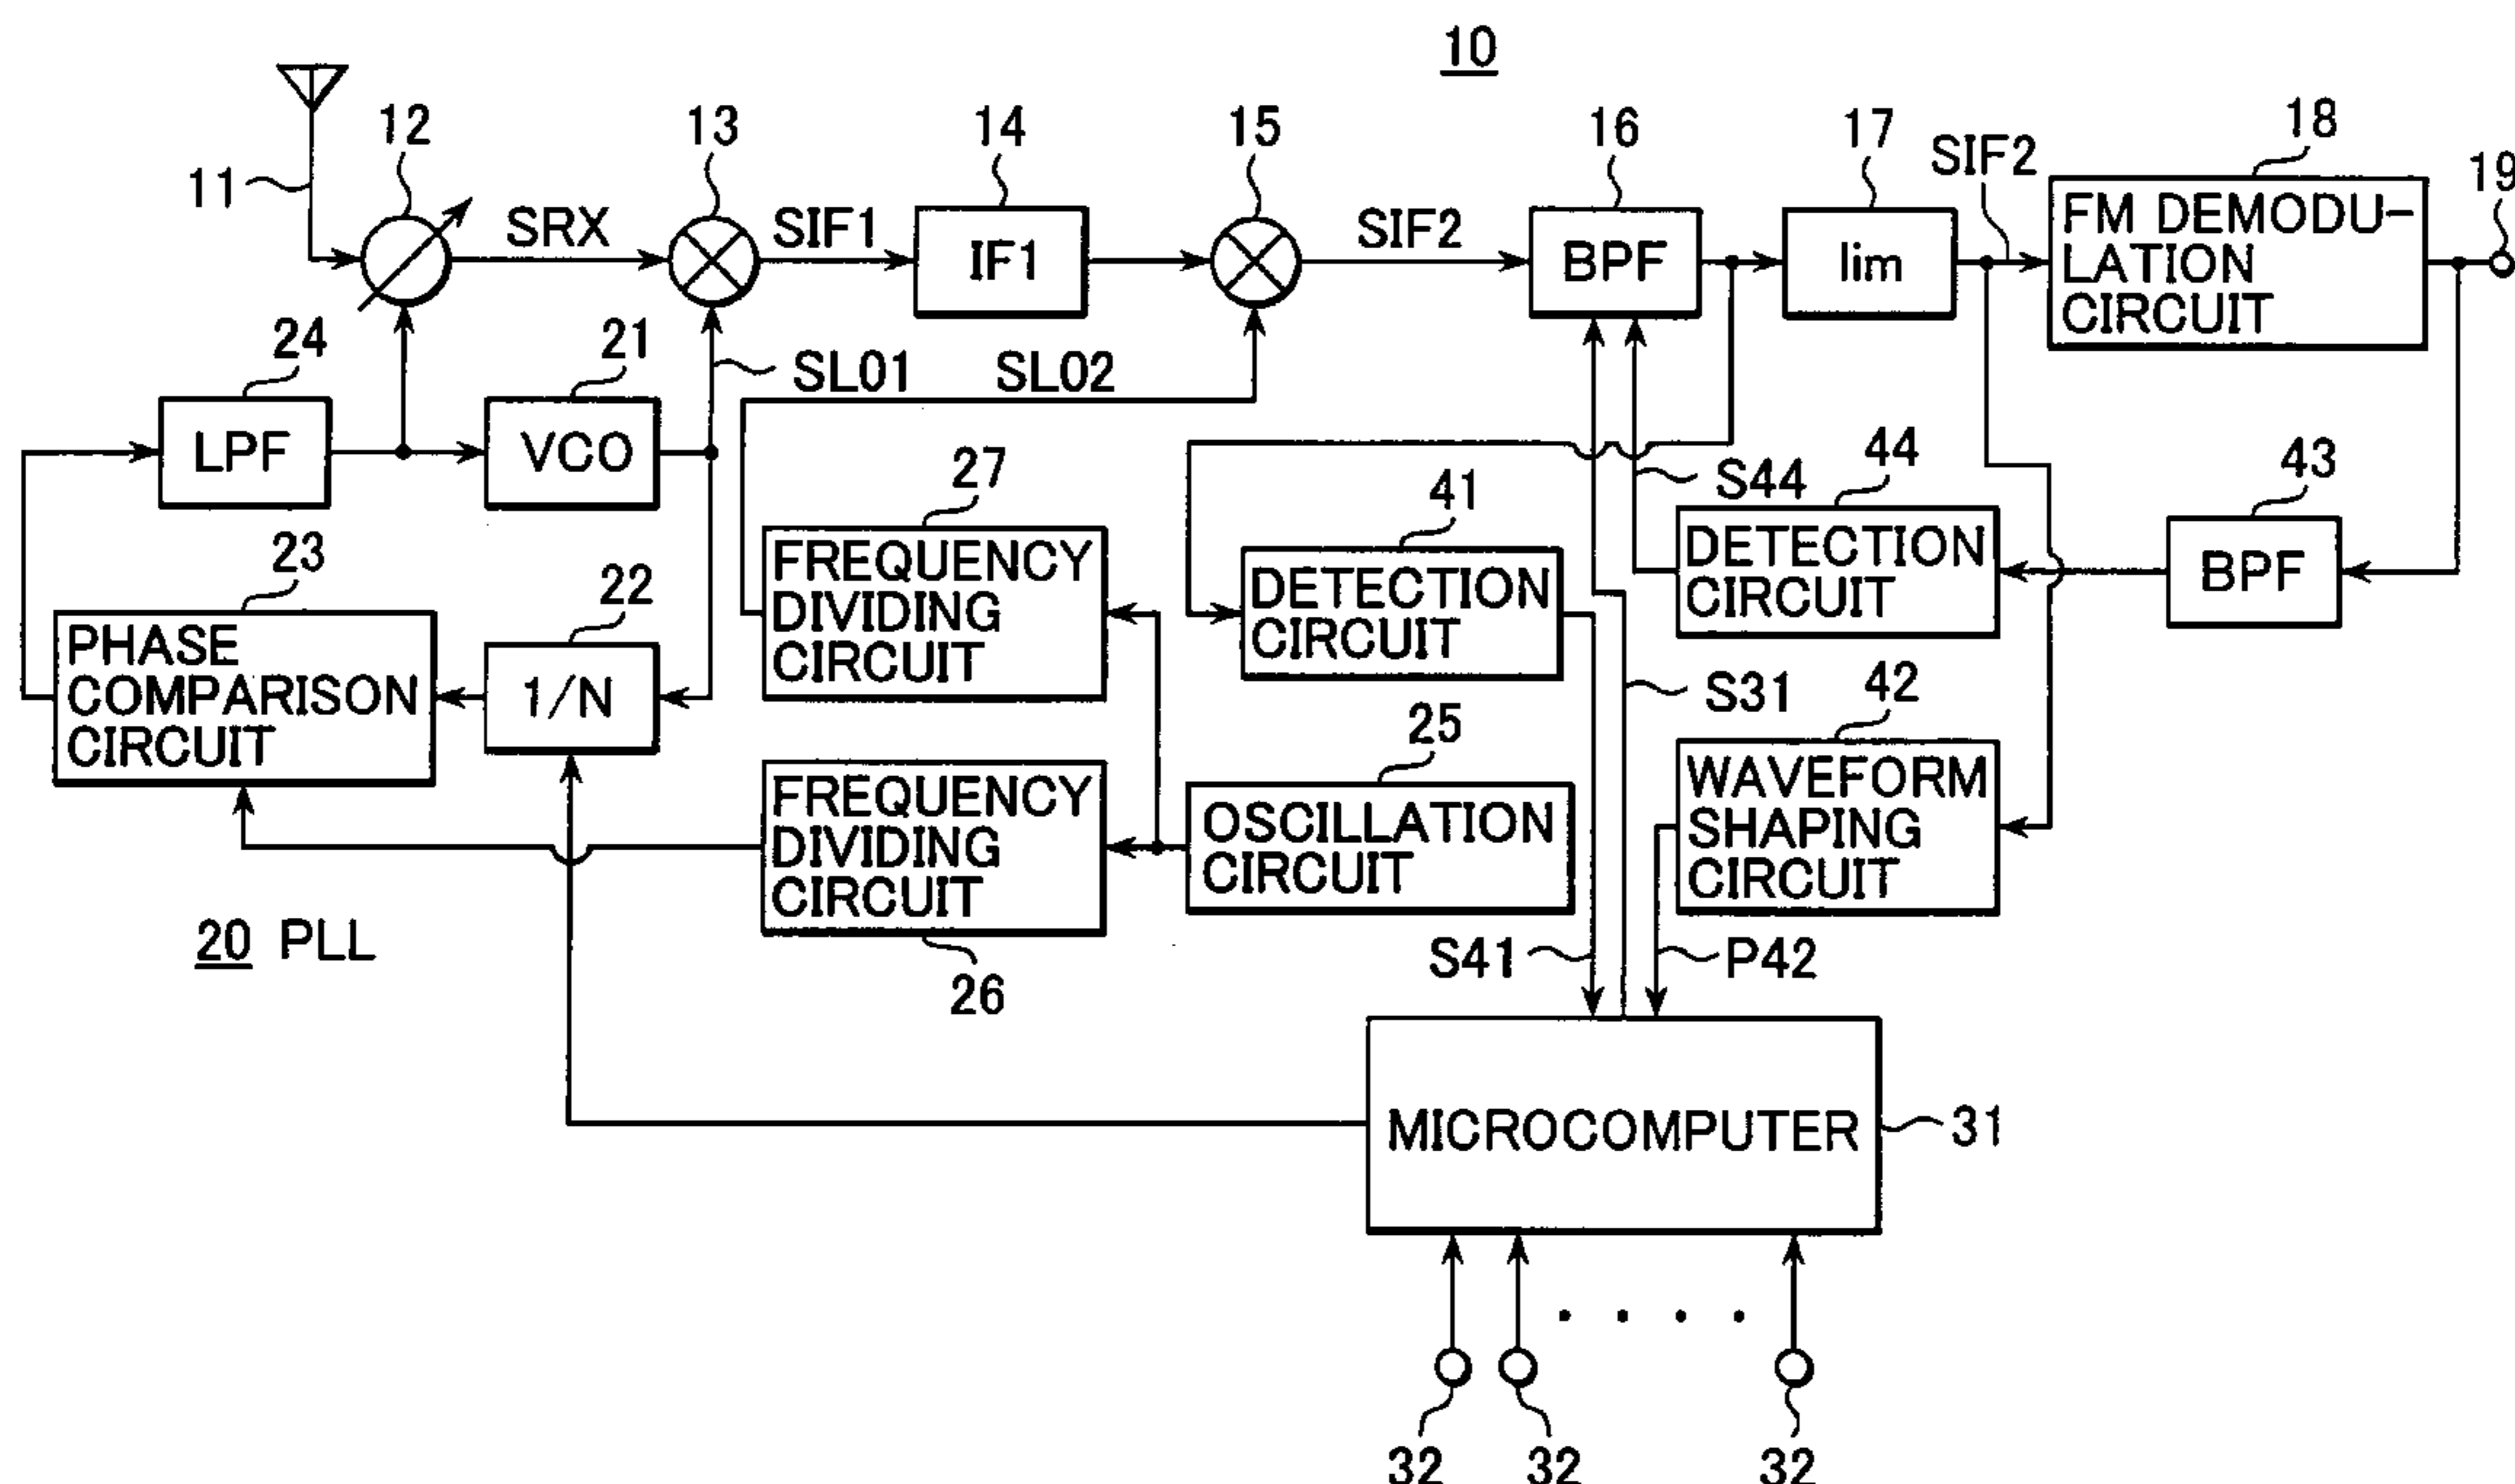 10
11
12
13
14
15
16
17
18
19
SRX
SIF1
IF1
SIF2
BPF
lim
SIF2
FM DEMODU-
LATION
CIRCUIT
24
LPF
21
VCO
SLO1
SLO2
27
FREQUENCY
DIVIDING
CIRCUIT
41
DETECTION
CIRCUIT
S44
44
DETECTION
CIRCUIT
43
BPF
23
PHASE
COMPARISON
CIRCUIT
22
1/N
S31
42
WAVEFORM
SHAPING
CIRCUIT
25
OSCILLATION
CIRCUIT
FREQUENCY
DIVIDING
CIRCUIT
26
20 PLL
S41
P42
MICROCOMPUTER
31
32
32
32